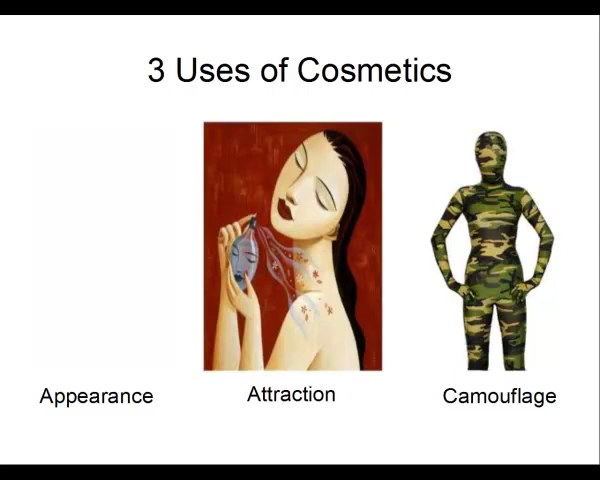 3 Uses of Cosmetics
Appearance
Attraction
Camouflage